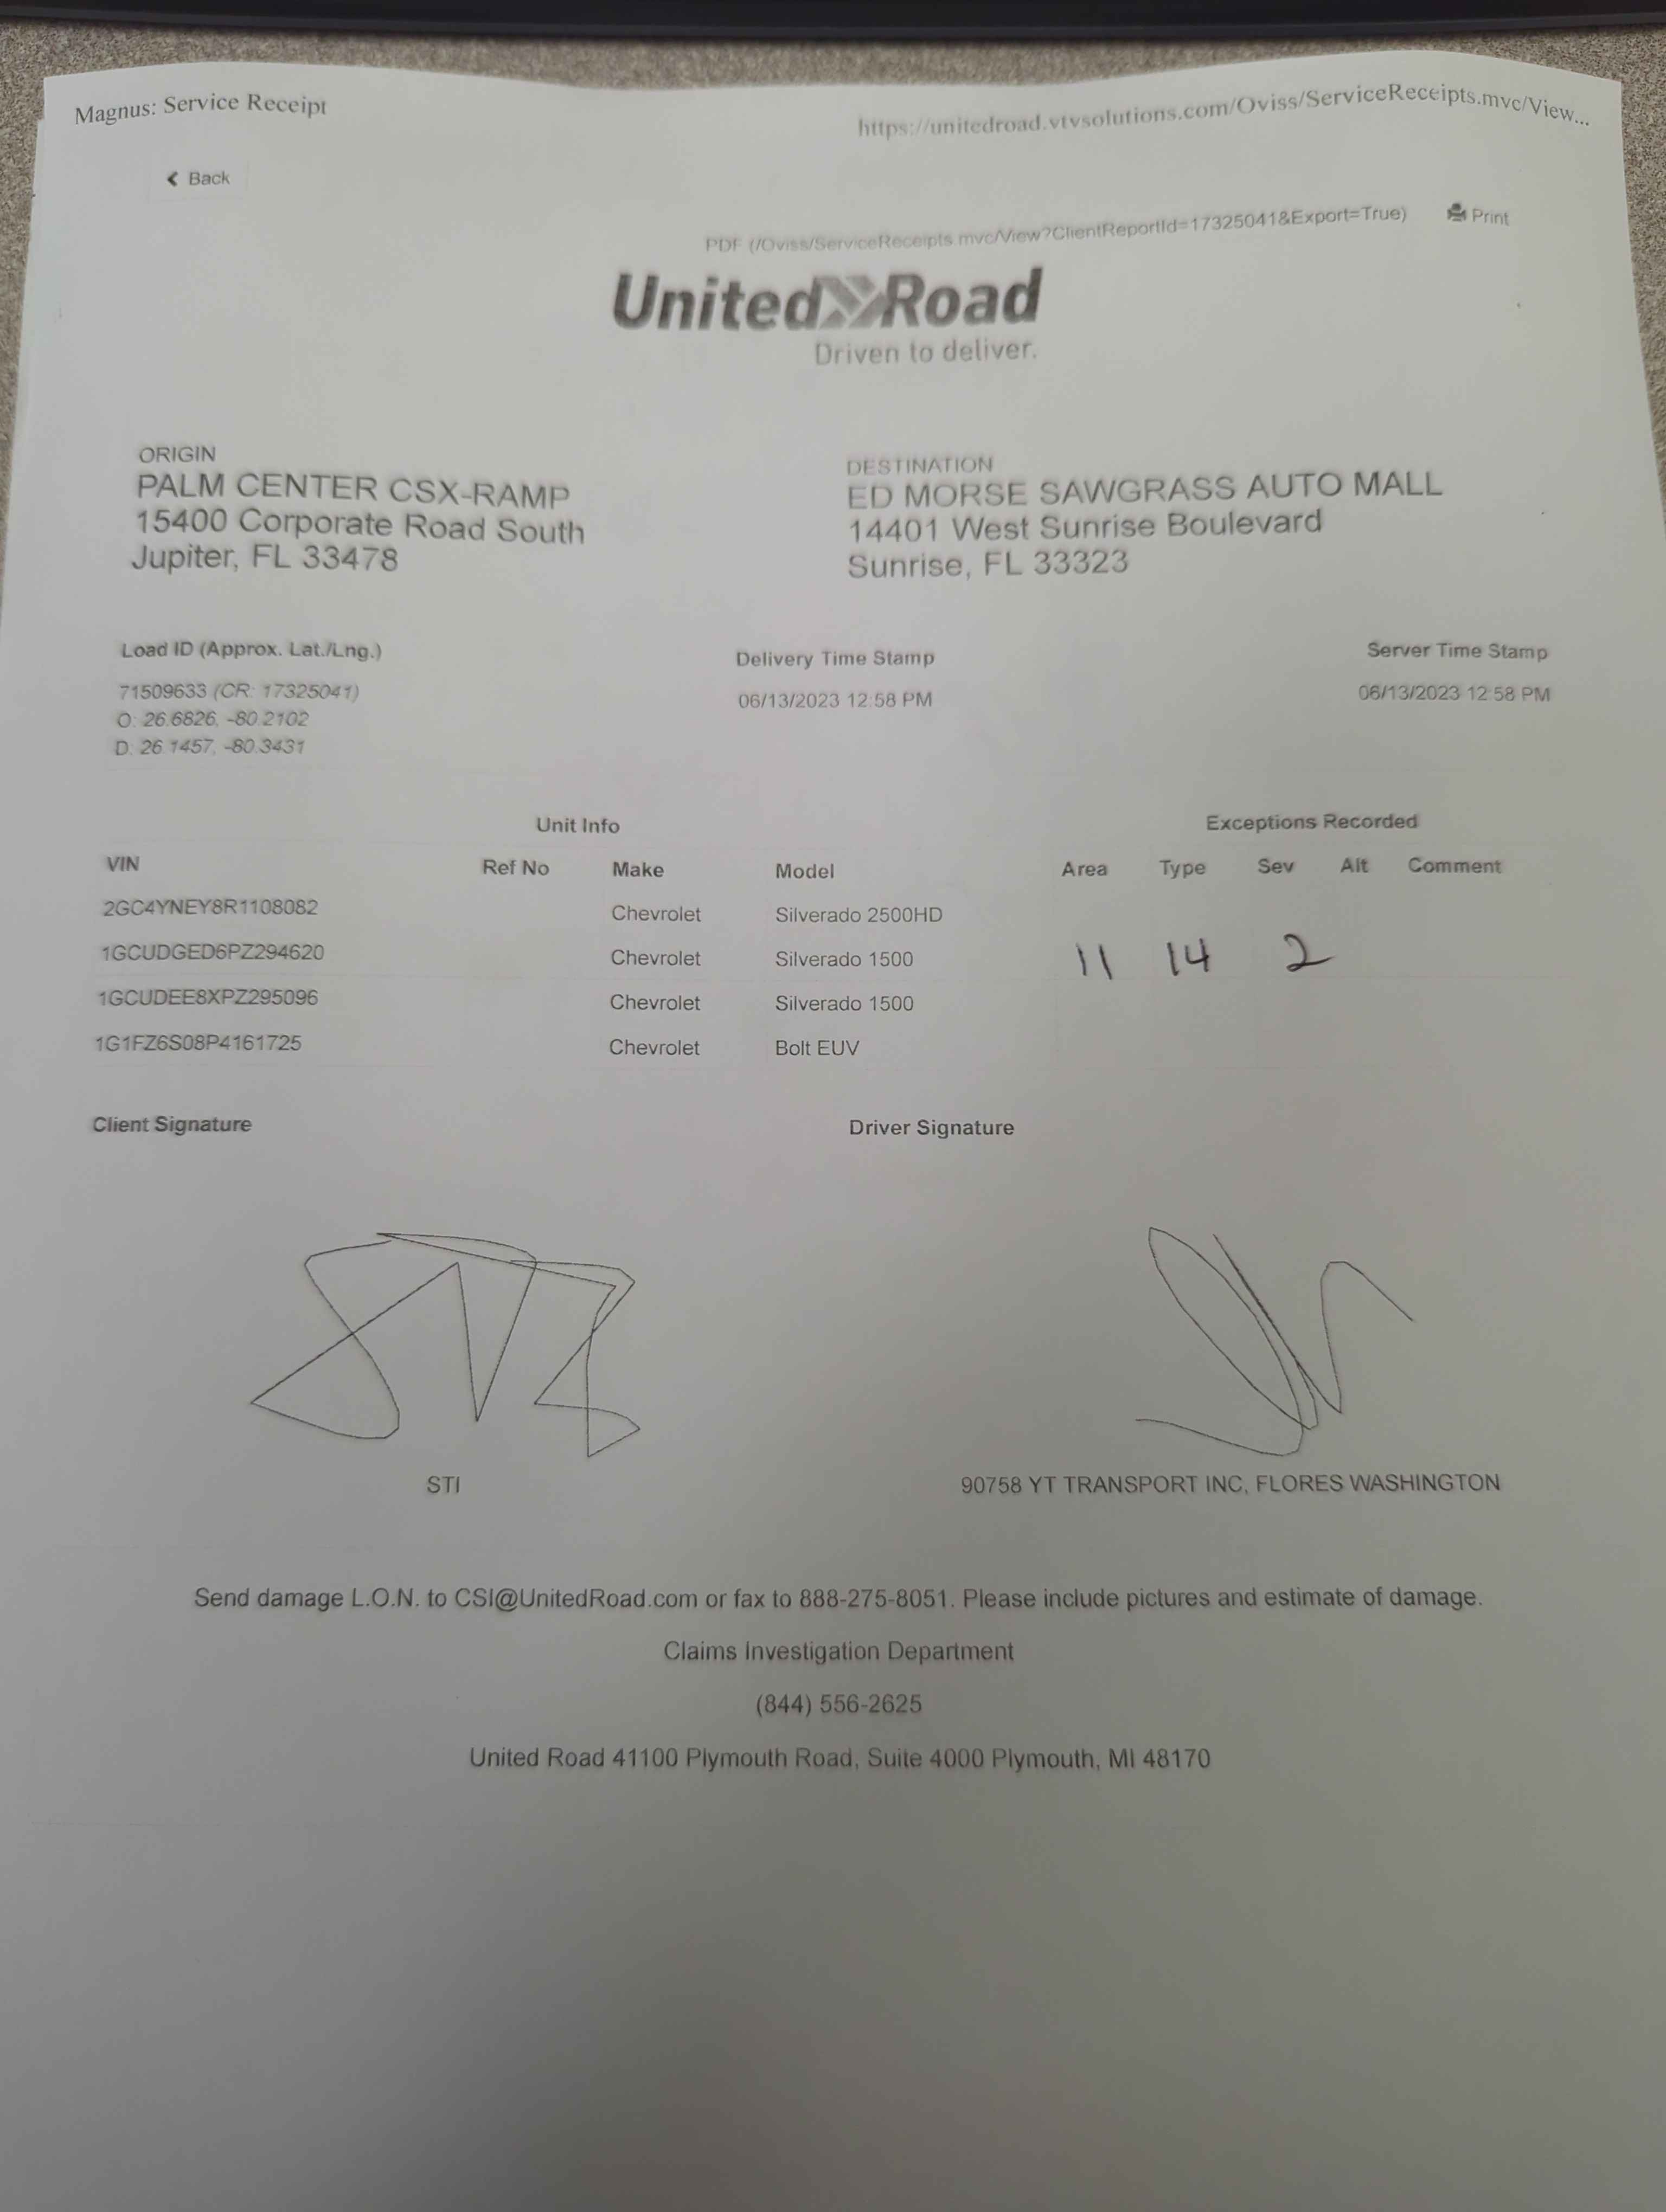 Magnus: Service Receipt
https://unitedroad.vtvsolutions.com/Oviss/ServiceReceipts.mvc/View...
Back
PDF (/Oviss/ServiceReceipts.mvc/View?ClientReportId=17325041&Export=True)
Print
United Road
Driven to deliver.
ORIGIN
PALM CENTER CSX-RAMP
15400 Corporate Road South
Jupiter, FL 33478
DESTINATION
ED MORSE SAWGRASS AUTO MALL
14401 West Sunrise Boulevard
Sunrise, FL 33323
Load ID (Approx. Lat./Lng.)
71509633 (CR: 17325041)
O: 26.6826, -80.2102
D: 26.1457, -80.3431
Delivery Time Stamp
06/13/2023 12:58 PM
Server Time Stamp
06/13/2023 12:58 PM
Unit Info Exceptions Recorded
VIN Ref No Make Model Area Type Sev Alt Comment
2GC4YNEY8R1108082 Chevrolet Silverado 2500HD
1GCUDGED6PZ294620 Chevrolet Silverado 1500 11 14 2
1GCUDEE8XPZ295096 Chevrolet Silverado 1500
1G1FZ6S08P4161725 Chevrolet Bolt EUV
Client Signature Driver Signature
STI 90758 YT TRANSPORT INC, FLORES WASHINGTON
Send damage L.O.N. to CSI@UnitedRoad.com or fax to 888-275-8051. Please include pictures and estimate of damage.
Claims Investigation Department
(844) 556-2625
United Road 41100 Plymouth Road, Suite 4000 Plymouth, MI 48170